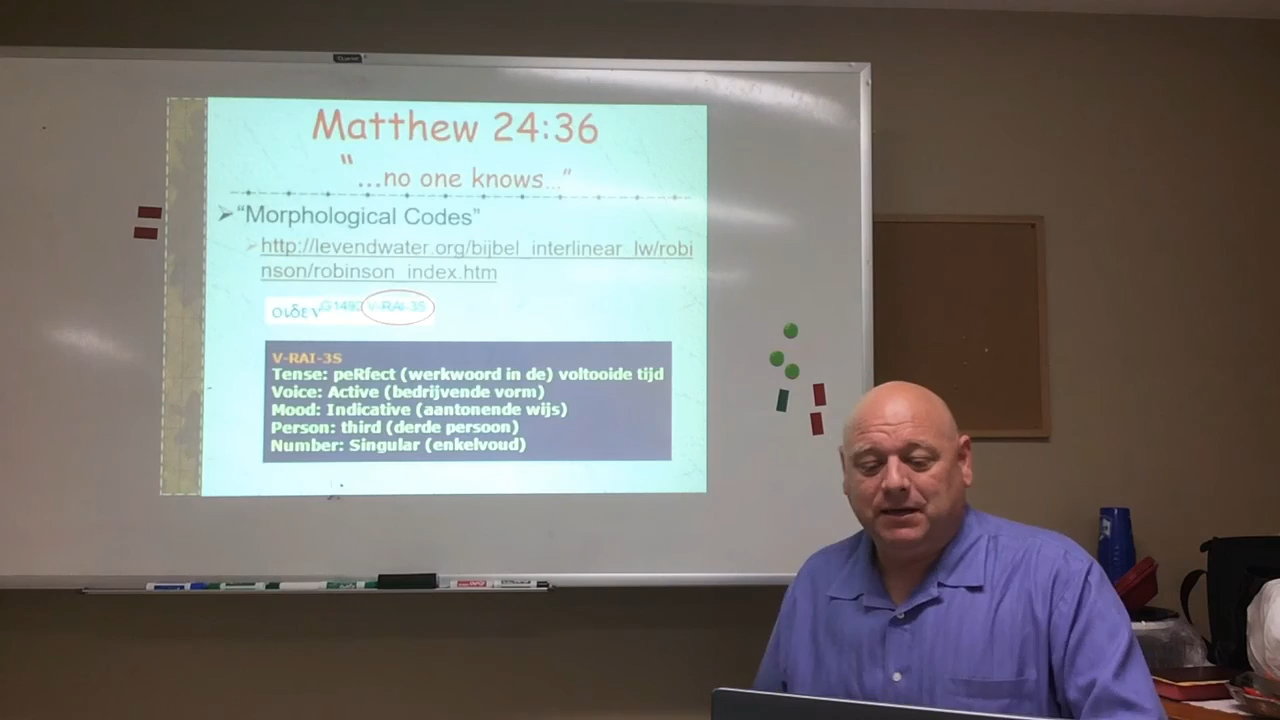 Matthew 24:36
“...no one knows...”
“Morphological Codes”
http://levendwater.org/bijbel_interlinear_lw/robi
nson/robinson_index.htm
οιδεν G1492 V-RAI-3S
V-RAI-3S
Tense: peRfect (werkwoord in de) voltooide tijd
Voice: Active (bedrijvende vorm)
Mood: Indicative (aantonende wijs)
Person: third (derde persoon)
Number: Singular (enkelvoud)